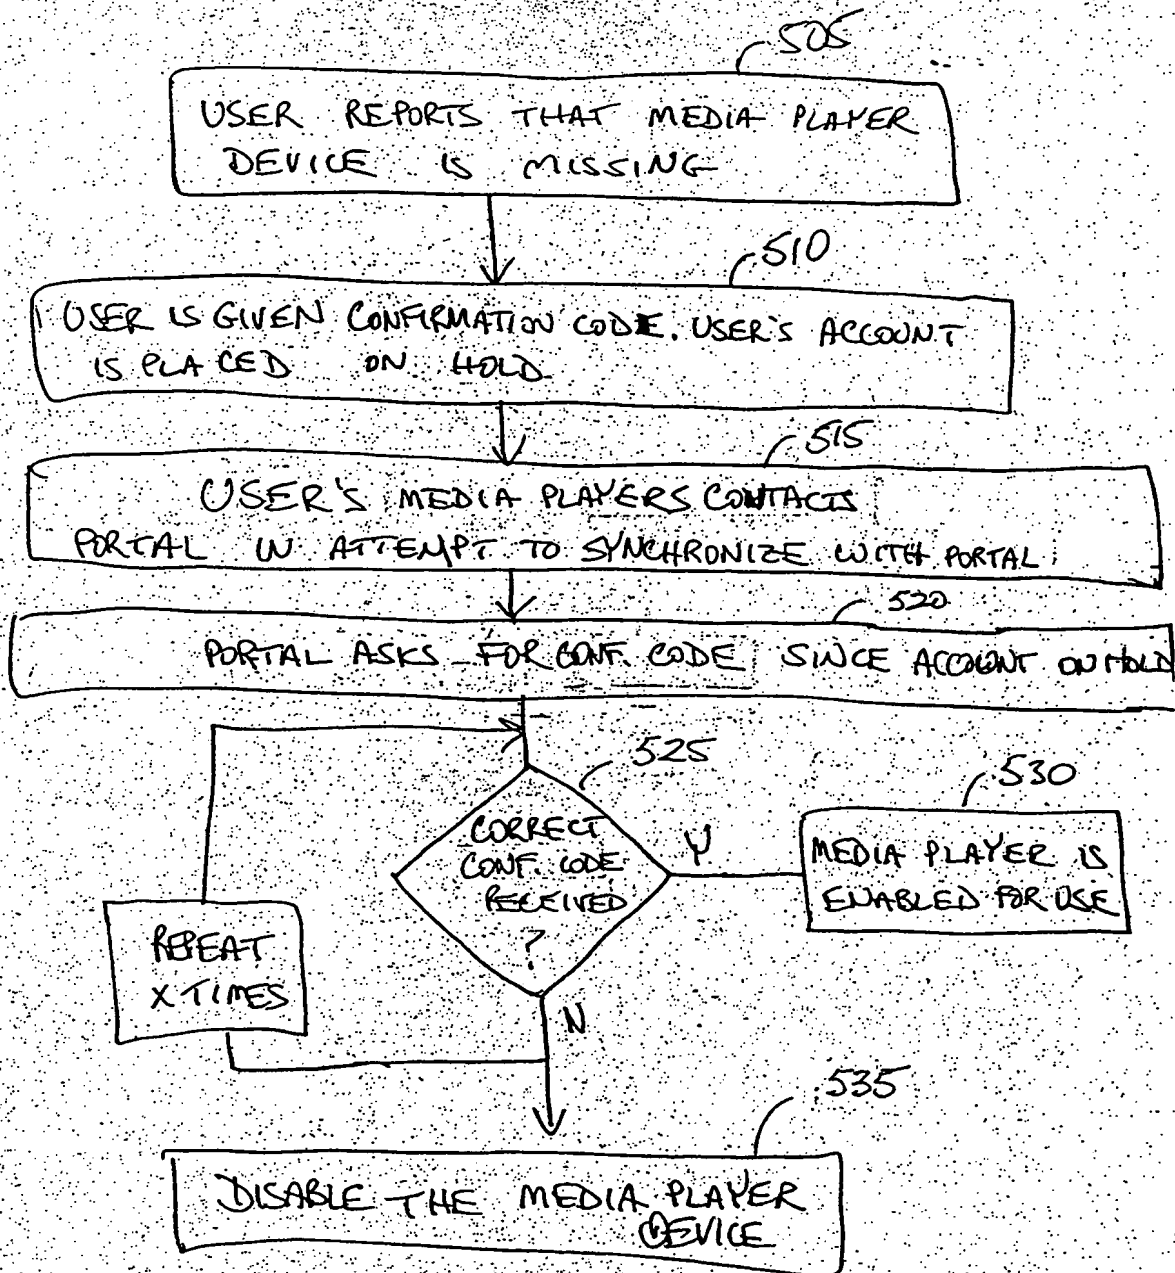 505
USER REPORTS THAT MEDIA PLAYER
DEVICE IS MISSING
510
USER IS GIVEN CONFIRMATION CODE. USER'S ACCOUNT
IS PLACED ON HOLD
515
USER'S MEDIA PLAYERS CONTACTS
PORTAL IN ATTEMPT TO SYNCHRONIZE WITH PORTAL
520
PORTAL ASKS FOR CONF. CODE SINCE ACCOUNT ON HOLD
525
CORRECT
CONF. CODE
RECEIVED
?
Y
530
MEDIA PLAYER IS
ENABLED FOR USE
REPEAT
X TIMES
N
535
DISABLE THE MEDIA PLAYER
DEVICE